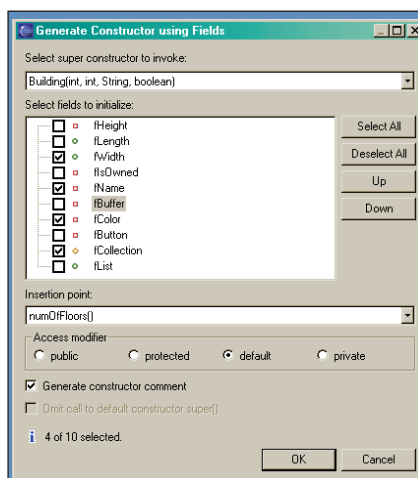 Generate Constructor using Fields
Select super constructor to invoke:
Building(int, int, String, boolean)
Select fields to initialize:
fHeight
fLength
fWidth
fIsOwned
fName
fBuffer
fColor
fButton
fCollection
fList
Select All
Deselect All
Up
Down
Insertion point:
numOfFloors()
Access modifier
public protected default private
Generate constructor comment
Omit call to default constructor super()
i 4 of 10 selected.
OK Cancel